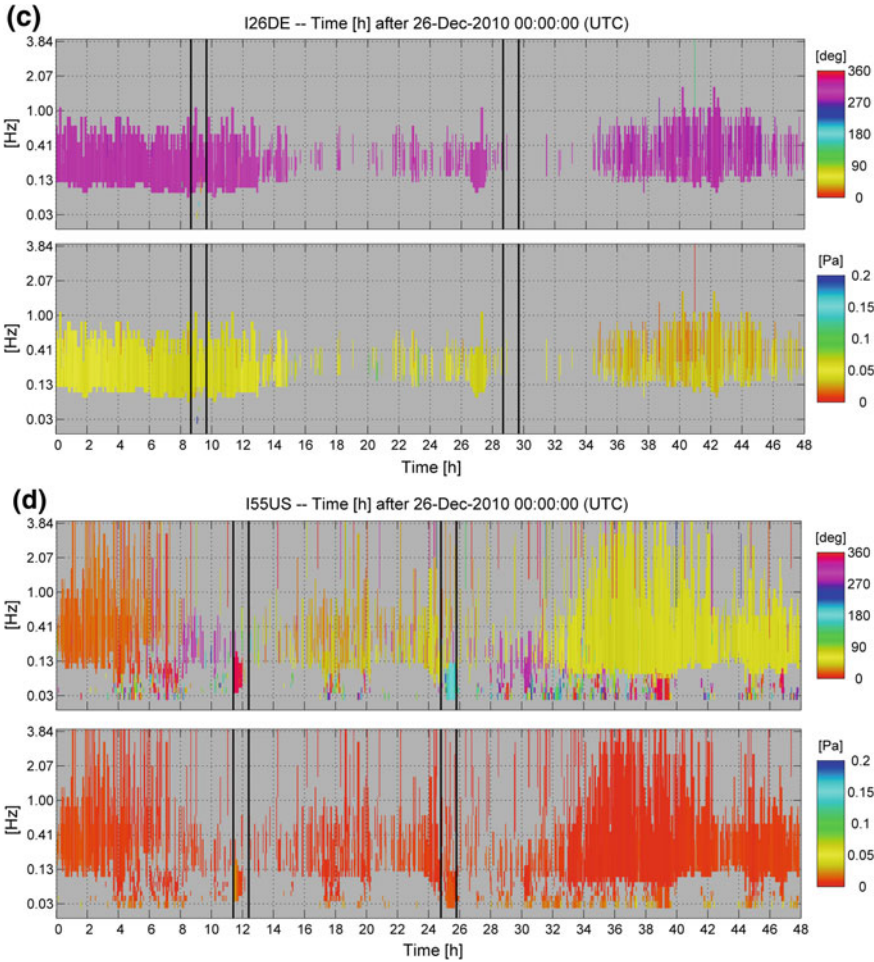 (c)
I26DE -- Time [h] after 26-Dec-2010 00:00:00 (UTC)
[Hz]
3.84
2.07
1.00
0.41
0.13
0.03
[deg]
360
270
180
90
0
[Hz]
3.84
2.07
1.00
0.41
0.13
0.03
[Pa]
0.2
0.15
0.1
0.05
0
0 2 4 6 8 10 12 14 16 18 20 22 24 26 28 30 32 34 36 38 40 42 44 46 48
Time [h]
(d)
I55US -- Time [h] after 26-Dec-2010 00:00:00 (UTC)
[Hz]
3.84
2.07
1.00
0.41
0.13
0.03
[deg]
360
270
180
90
0
[Hz]
3.84
2.07
1.00
0.41
0.13
0.03
[Pa]
0.2
0.15
0.1
0.05
0
0 2 4 6 8 10 12 14 16 18 20 22 24 26 28 30 32 34 36 38 40 42 44 46 48
Time [h]